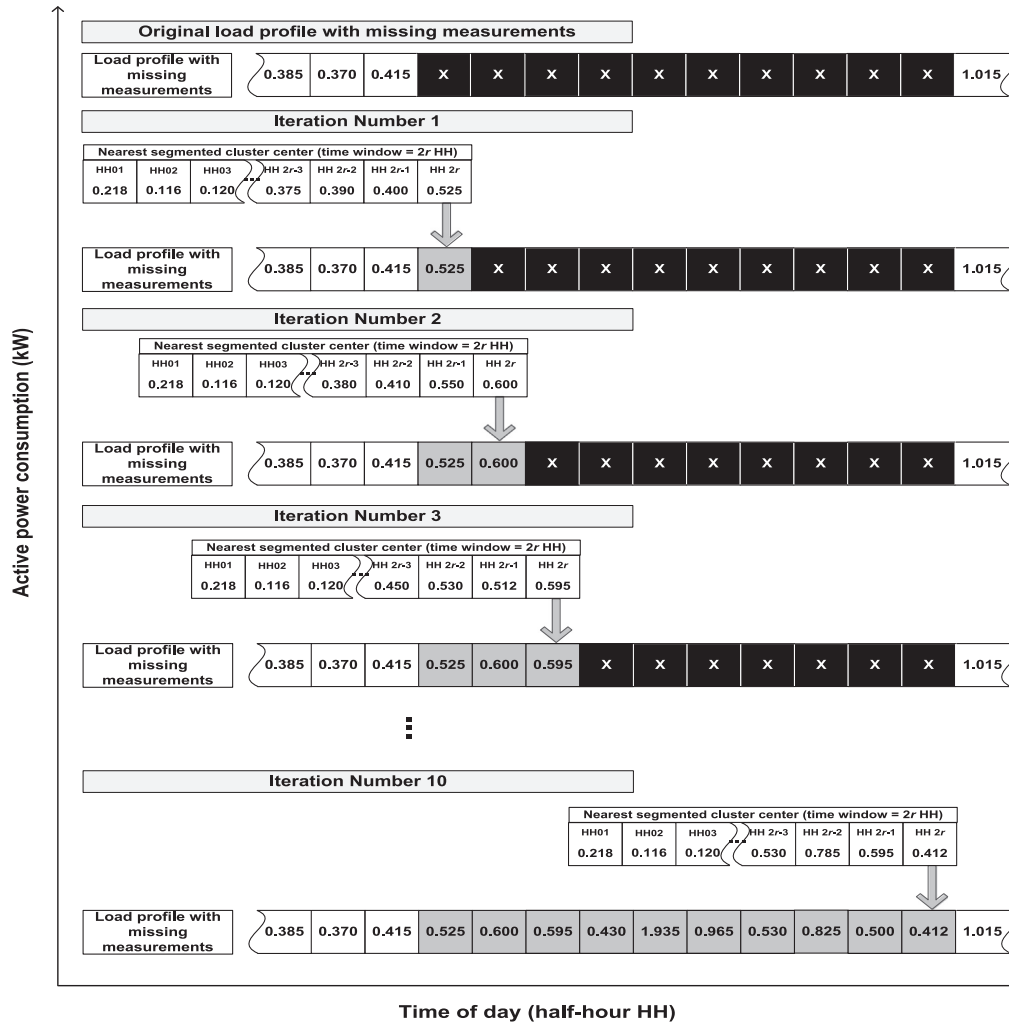 Original load profile with missing measurements
Load profile with
missing
measurements
0.385 0.370 0.415 X X X X X X X X X X 1.015
Iteration Number 1
Nearest segmented cluster center (time window = 2r HH)
HH01 HH02 HH03 HH 2r-3 HH 2r-2 HH 2r-1 HH 2r
0.218 0.116 0.120 0.375 0.390 0.400 0.525
Load profile with
missing
measurements
0.385 0.370 0.415 0.525 X X X X X X X X X 1.015
Iteration Number 2
Nearest segmented cluster center (time window = 2r HH)
HH01 HH02 HH03 HH 2r-3 HH 2r-2 HH 2r-1 HH 2r
0.218 0.116 0.120 0.380 0.410 0.550 0.600
Load profile with
missing
measurements
0.385 0.370 0.415 0.525 0.600 X X X X X X X X 1.015
Iteration Number 3
Nearest segmented cluster center (time window = 2r HH)
HH01 HH02 HH03 HH 2r-3 HH 2r-2 HH 2r-1 HH 2r
0.218 0.116 0.120 0.450 0.530 0.512 0.595
Load profile with
missing
measurements
0.385 0.370 0.415 0.525 0.600 0.595 X X X X X X X 1.015
Iteration Number 10
Nearest segmented cluster center (time window = 2r HH)
HH01 HH02 HH03 HH 2r-3 HH 2r-2 HH 2r-1 HH 2r
0.218 0.116 0.120 0.530 0.785 0.595 0.412
Load profile with
missing
measurements
0.385 0.370 0.415 0.525 0.600 0.595 0.430 1.935 0.965 0.530 0.825 0.500 0.412 1.015
Active power consumption (kW)
Time of day (half-hour HH)